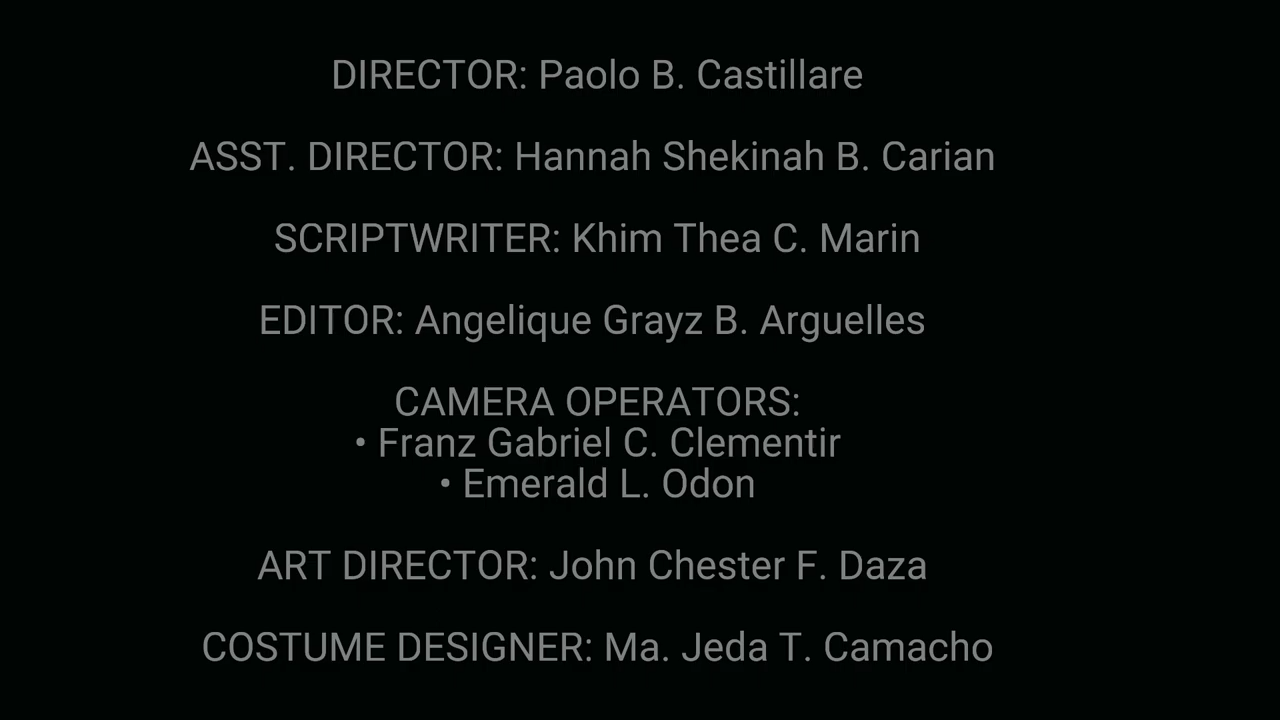 DIRECTOR: Paolo B. Castillare
ASST. DIRECTOR: Hannah Shekinah B. Carian
SCRIPTWRITER: Khim Thea C. Marin
EDITOR: Angelique Grayz B. Arguelles
CAMERA OPERATORS:
• Franz Gabriel C. Clementir
• Emerald L. Odon
ART DIRECTOR: John Chester F. Daza
COSTUME DESIGNER: Ma. Jeda T. Camacho